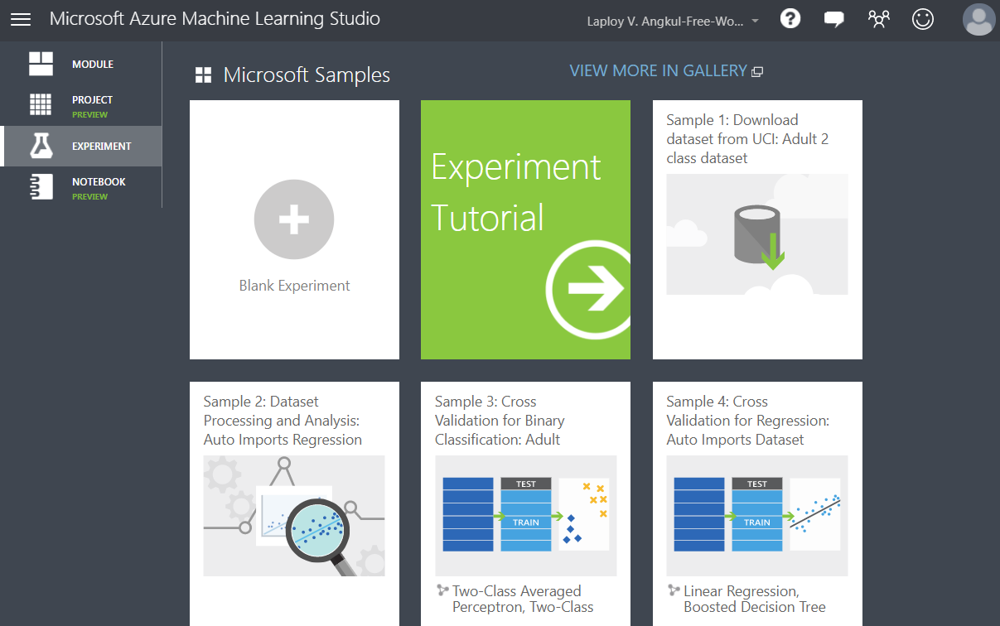 Microsoft Azure Machine Learning Studio
Laploy V. Angkul-Free-Wo...
?
MODULE
PROJECT
PREVIEW
EXPERIMENT
NOTEBOOK
PREVIEW
Microsoft Samples
VIEW MORE IN GALLERY
Blank Experiment
Experiment
Tutorial
Sample 1: Download
dataset from UCI: Adult 2
class dataset
Sample 2: Dataset
Processing and Analysis:
Auto Imports Regression
Sample 3: Cross
Validation for Binary
Classification: Adult
TEST
TRAIN
Two-Class Averaged
Perceptron, Two-Class
Sample 4: Cross
Validation for Regression:
Auto Imports Dataset
TEST
TRAIN
Linear Regression,
Boosted Decision Tree